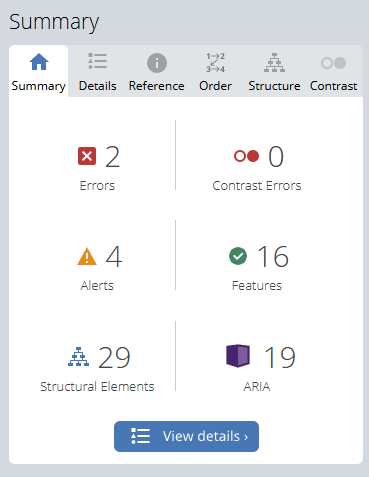 Summary
Summary Details Reference Order Structure Contrast
2 0
Errors Contrast Errors
4 16
Alerts Features
29 19
Structural Elements ARIA
View details ›